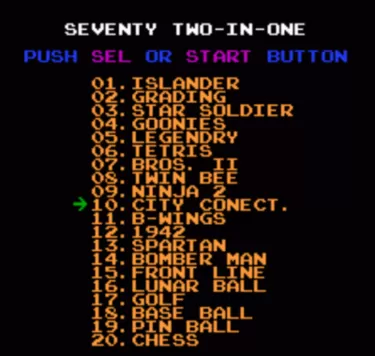 SEVENTY TWO-IN-ONE
PUSH SEL OR START BUTTON
01. ISLANDER
02. GRADING
03. STAR SOLDIER
04. GOONIES
05. LEGENDRY
06. TETRIS
07. BROS. II
08. TWIN BEE
09. NINJA 2
10. CITY CONECT.
11. B-WINGS
12. 1942
13. SPARTAN
14. BOMBER MAN
15. FRONT LINE
16. LUNAR BALL
17. GOLF
18. BASE BALL
19. PIN BALL
20. CHESS